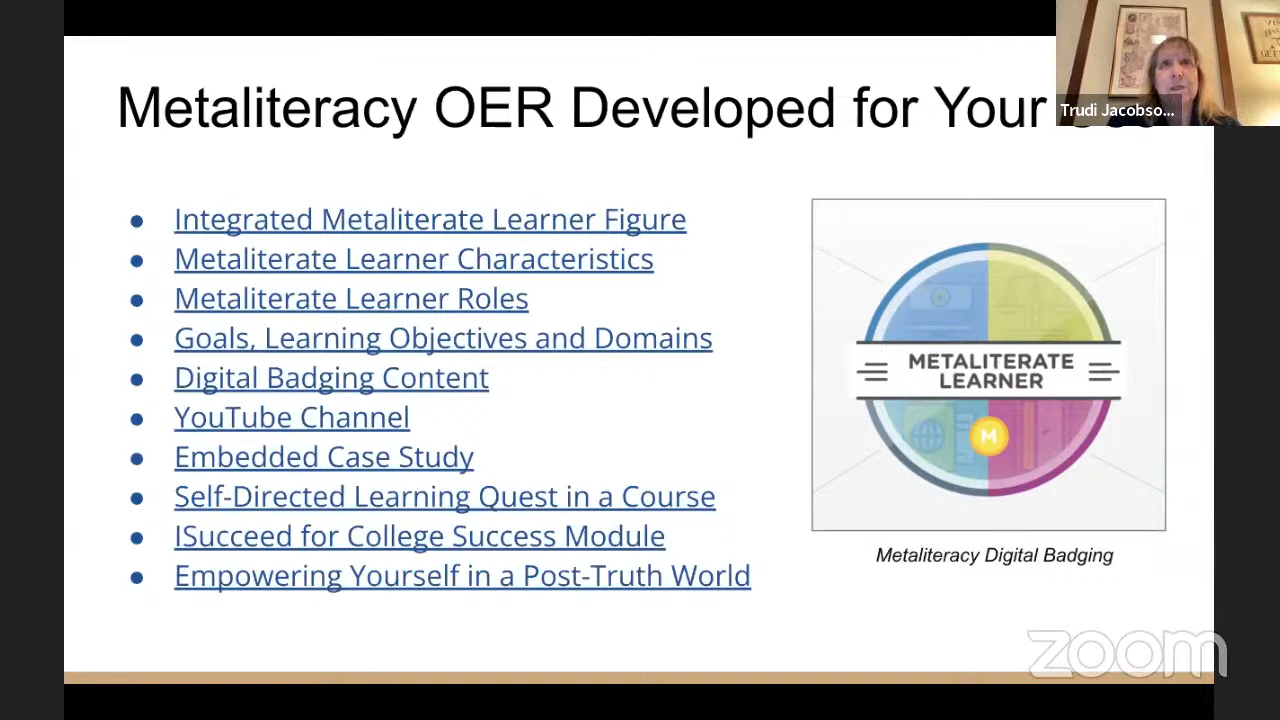 Metaliteracy OER Developed for Your
Trudi Jacobso...
Integrated Metaliterate Learner Figure
Metaliterate Learner Characteristics
Metaliterate Learner Roles
Goals, Learning Objectives and Domains
Digital Badging Content
YouTube Channel
Embedded Case Study
Self-Directed Learning Quest in a Course
ISucceed for College Success Module
Empowering Yourself in a Post-Truth World
METALITERATE
LEARNER
M
Metaliteracy Digital Badging
zoom